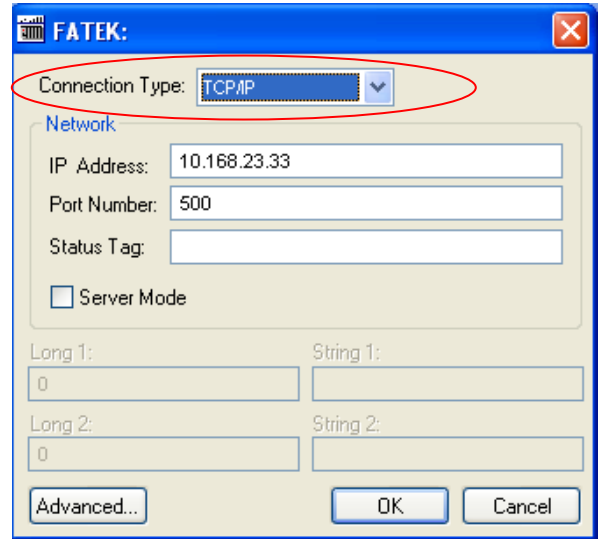 FATEK:
Connection Type: TCP/IP
Network
IP Address: 10.168.23.33
Port Number: 500
Status Tag:
Server Mode
Long 1: String 1:
0
Long 2: String 2:
0
Advanced... OK Cancel